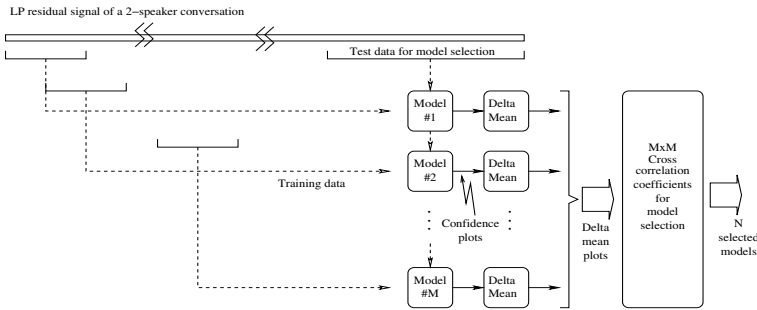 LP residual signal of a 2-speaker conversation
Test data for model selection
Model
#1
Delta
Mean
Model
#2
Delta
Mean
Training data
Confidence
plots
Model
#M
Delta
Mean
Delta
mean
plots
MxM
Cross
correlation
coefficients
for
model
selection
N
selected
models